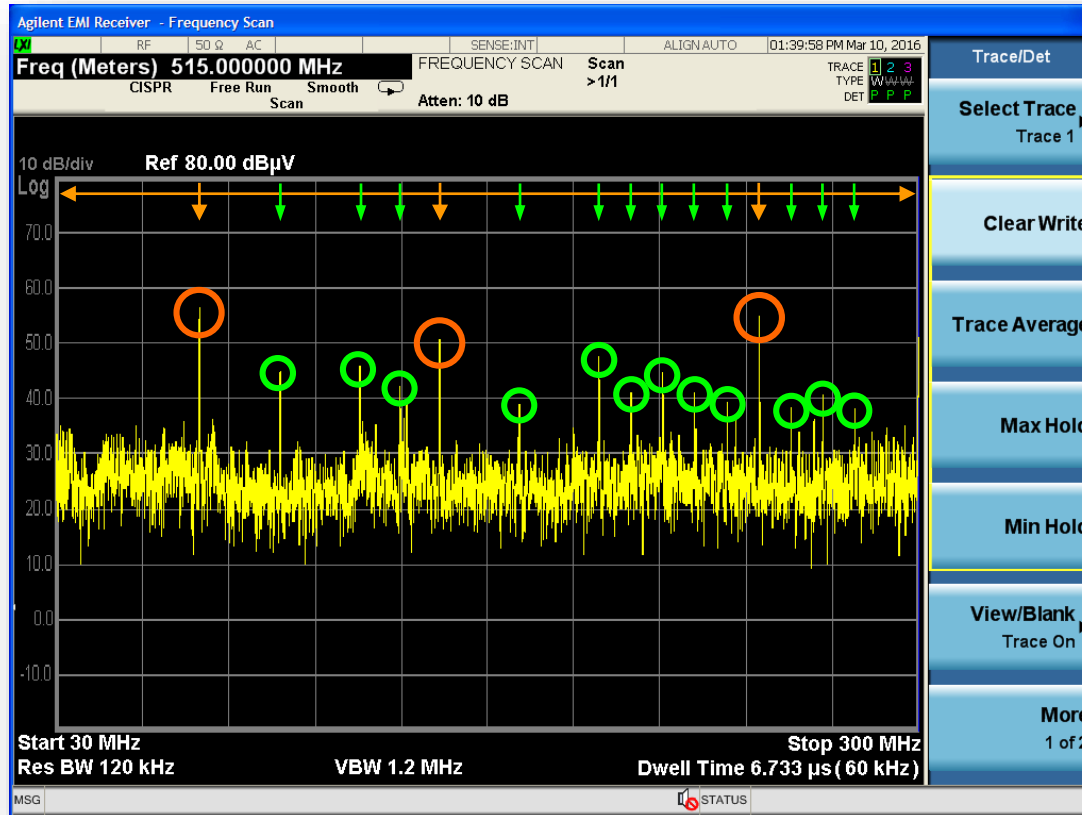 Agilent EMI Receiver - Frequency Scan
LXI RF 50 Ω AC SENSE:INT ALIGN AUTO 01:39:58 PM Mar 10, 2016
Freq (Meters) 515.000000 MHz
FREQUENCY SCAN Scan
>1/1
CISPR Free Run Smooth
Scan
Atten: 10 dB
TRACE 1 2 3
TYPE W W W
DET P P P
10 dB/div Ref 80.00 dBµV
Log
70.0
60.0
50.0
40.0
30.0
20.0
10.0
0.0
-10.0
Start 30 MHz Stop 300 MHz
Res BW 120 kHz VBW 1.2 MHz Dwell Time 6.733 µs (60 kHz)
MSG STATUS
Trace/Det
Select Trace
Trace 1
Clear Write
Trace Average
Max Hold
Min Hold
View/Blank
Trace On
More
1 of 2